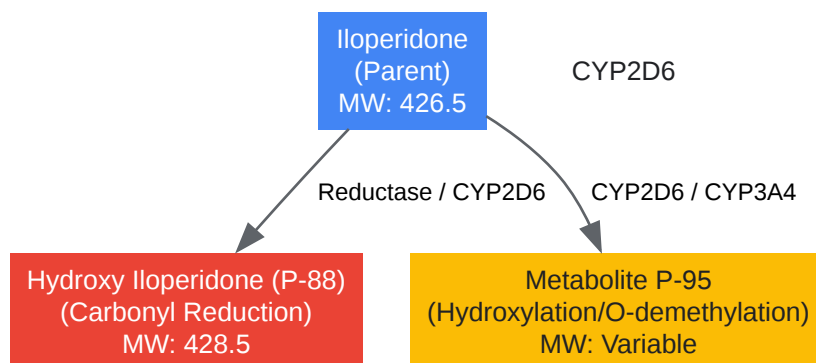 Iloperidone
(Parent)
MW: 426.5
CYP2D6
Reductase / CYP2D6
CYP2D6 / CYP3A4
Hydroxy Iloperidone (P-88)
(Carbonyl Reduction)
MW: 428.5
Metabolite P-95
(Hydroxylation/O-demethylation)
MW: Variable